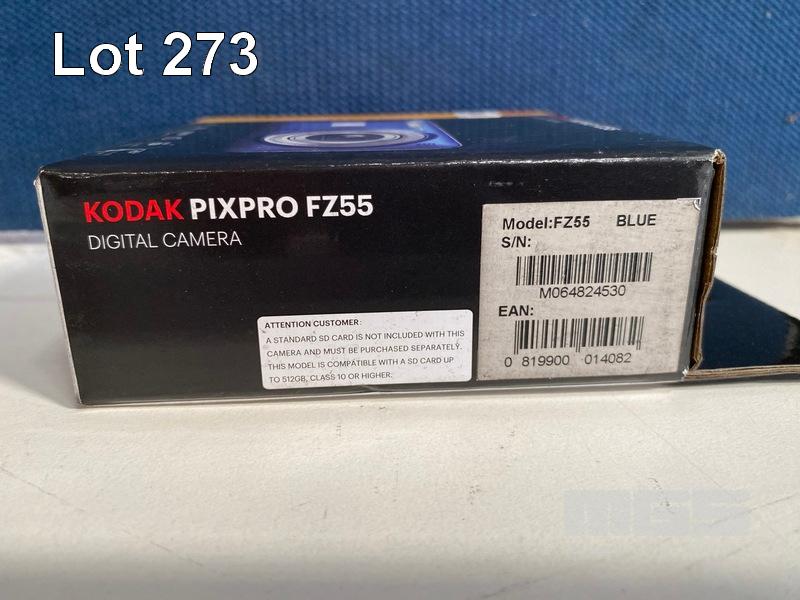 Lot 273
KODAK PIXPRO FZ55
DIGITAL CAMERA
Model:FZ55 BLUE
S/N:
M064824530
EAN:
0 819900 014082
ATTENTION CUSTOMER:
A STANDARD SD CARD IS NOT INCLUDED WITH THIS
CAMERA AND MUST BE PURCHASED SEPARATELY.
THIS MODEL IS COMPATIBLE WITH A SD CARD UP
TO 512GB, CLASS 10 OR HIGHER.
MGS